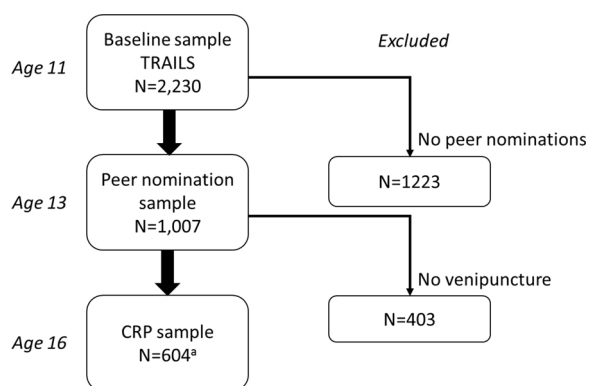 Baseline sample
TRAILS
N=2,230
Excluded
Age 11
No peer nominations
N=1223
Peer nomination
sample
N=1,007
Age 13
No venipuncture
N=403
CRP sample
N=604ᵃ
Age 16